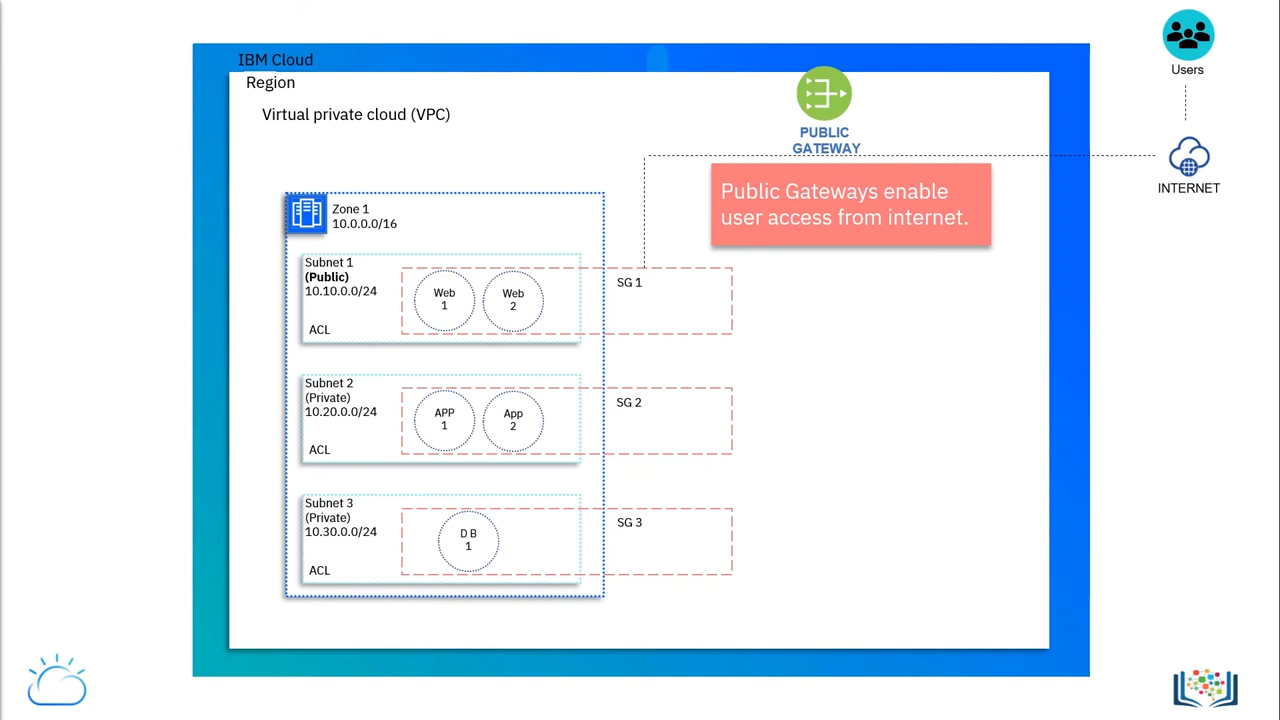 IBM Cloud
Region
Virtual private cloud (VPC)
Users
INTERNET
PUBLIC
GATEWAY
Public Gateways enable
user access from internet.
Zone 1
10.0.0.0/16
Subnet 1
(Public)
10.10.0.0/24
ACL
Web
1
Web
2
SG 1
Subnet 2
(Private)
10.20.0.0/24
ACL
APP
1
App
2
SG 2
Subnet 3
(Private)
10.30.0.0/24
ACL
D B
1
SG 3